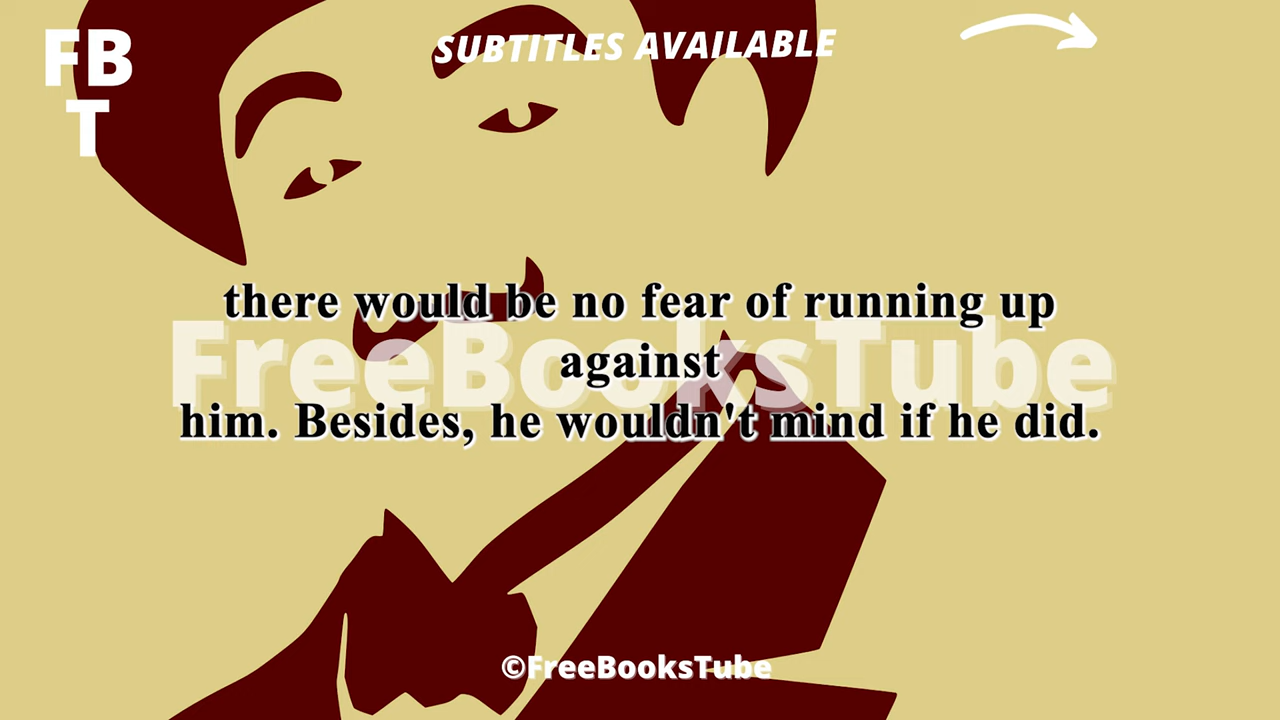 FB
T
SUBTITLES AVAILABLE
there would be no fear of running up
against
FreeBooksTube
him. Besides, he wouldn't mind if he did.
©FreeBooksTube